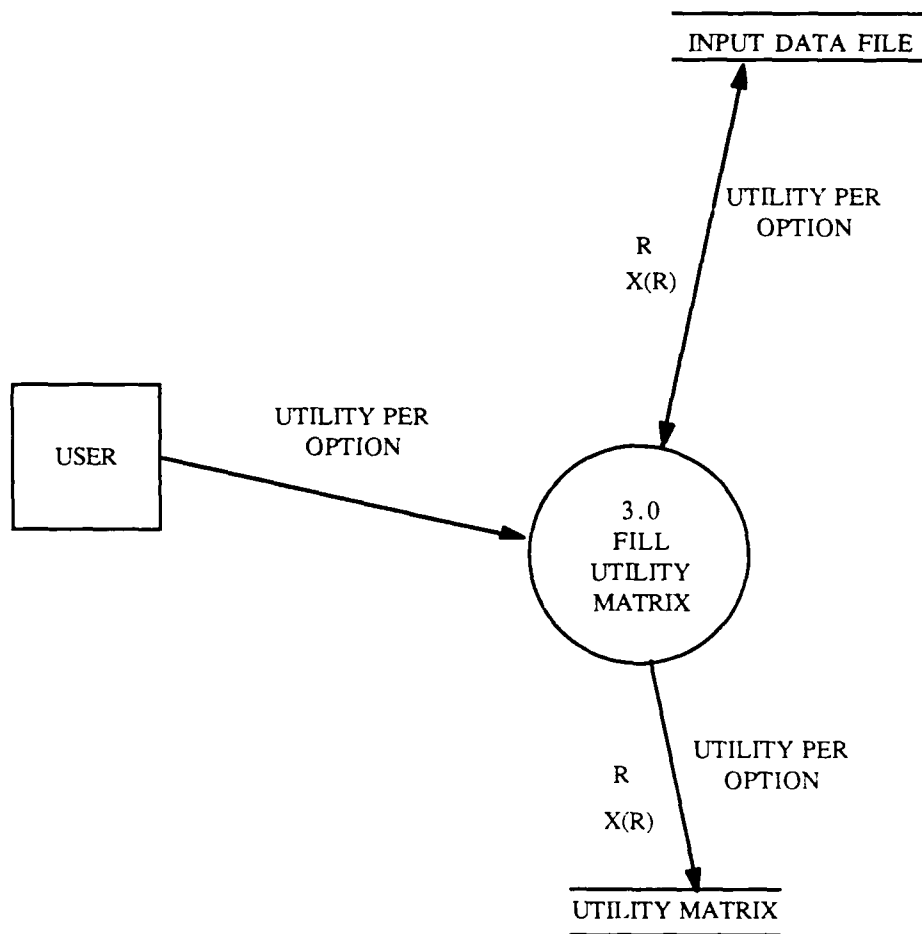 INPUT DATA FILE
UTILITY PER
OPTION
R
X(R)
UTILITY PER
OPTION
USER
3.0
FILL
UTILITY
MATRIX
UTILITY PER
OPTION
R
X(R)
UTILITY MATRIX